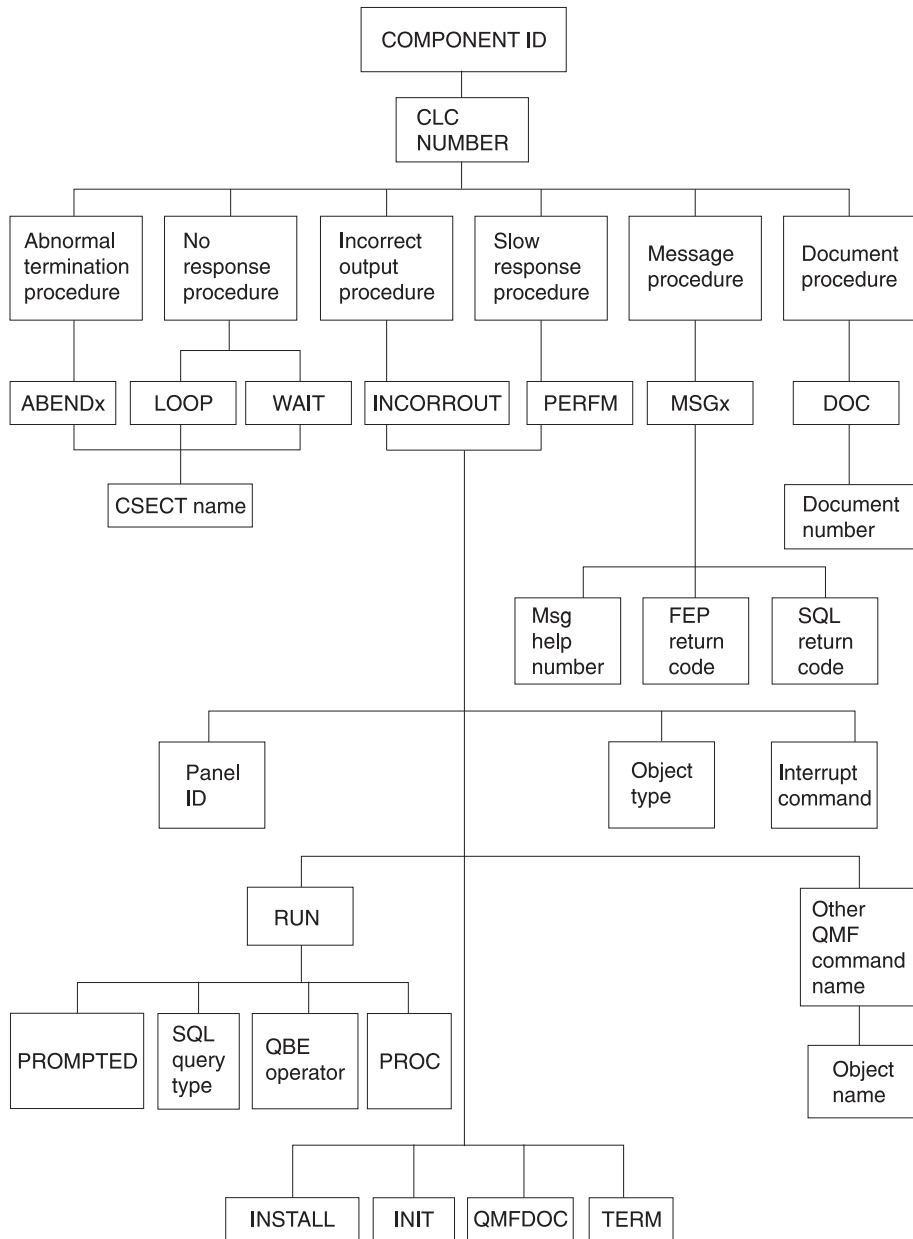 COMPONENT ID
CLC
NUMBER
Abnormal
termination
procedure
No
response
procedure
Incorrect
output
procedure
Slow
response
procedure
Message
procedure
Document
procedure
ABENDx
LOOP
WAIT
INCORROUT
PERFM
MSGx
DOC
CSECT name
Document
number
Msg
help
number
FEP
return
code
SQL
return
code
Panel
ID
Object
type
Interrupt
command
RUN
Other
QMF
command
name
PROMPTED
SQL
query
type
QBE
operator
PROC
Object
name
INSTALL
INIT
QMFDOC
TERM